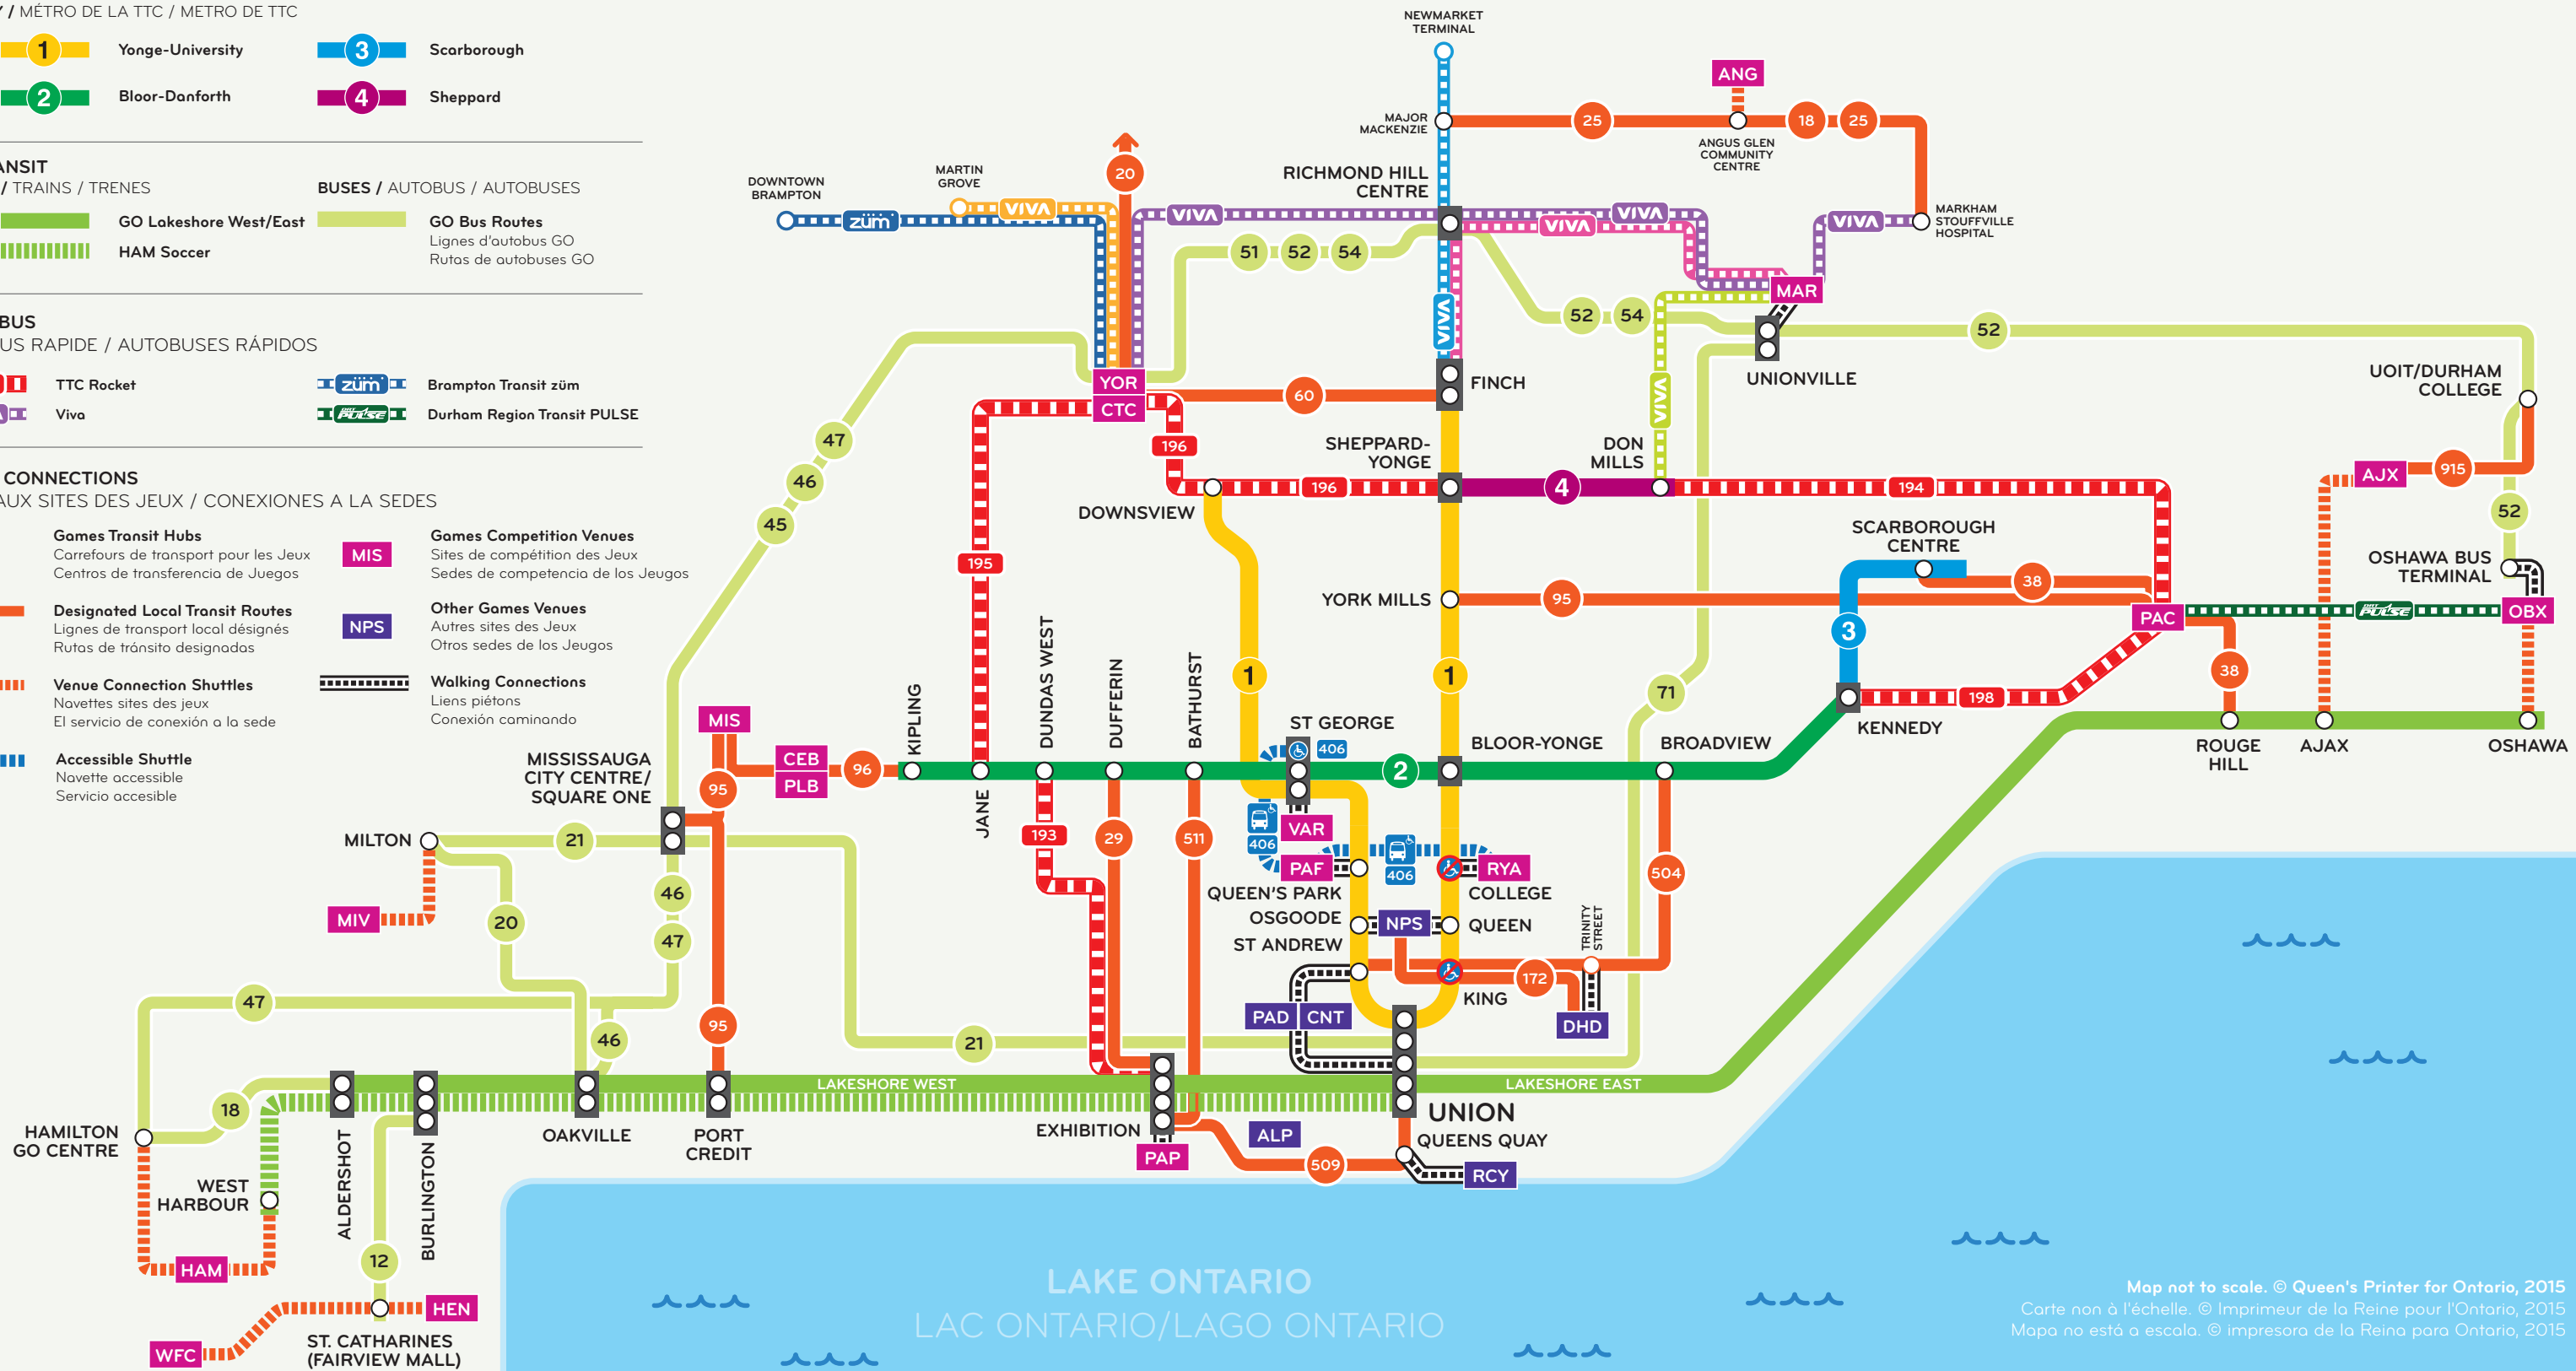 Y / MÉTRO DE LA TTC / METRO DE TTC
1 Yonge-University
3 Scarborough
2 Bloor-Danforth
4 Sheppard
ANSIT
/ TRAINS / TRENES
BUSES / AUTOBUS / AUTOBUSES
GO Lakeshore West/East
GO Bus Routes
Lignes d'autobus GO
Rutas de autobuses GO
HAM Soccer
BUS
US RAPIDE / AUTOBUSES RÁPIDOS
TTC Rocket
züm Brampton Transit züm
Viva
PULSE Durham Region Transit PULSE
CONNECTIONS
AUX SITES DES JEUX / CONEXIONES A LA SEDES
Games Transit Hubs
Carrefours de transport pour les Jeux
Centros de transferencia de Juegos
MIS
Games Competition Venues
Sites de compétition des Jeux
Sedes de competencia de los Jeugos
Designated Local Transit Routes
Lignes de transport local désignés
Rutas de tránsito designadas
NPS
Other Games Venues
Autres sites des Jeux
Otros sedes de los Jeugos
Venue Connection Shuttles
Navettes sites des jeux
El servicio de conexión a la sede
Walking Connections
Liens piétons
Conexión caminando
Accessible Shuttle
Navette accessible
Servicio accesible
NEWMARKET
TERMINAL
ANG
MAJOR
MACKENZIE
25
18
25
ANGUS GLEN
COMMUNITY
CENTRE
20
DOWNTOWN
BRAMPTON
MARTIN
GROVE
RICHMOND HILL
CENTRE
züm
VIVA
VIVA
VIVA
VIVA
VIVA
MARKHAM
STOUFFVILLE
HOSPITAL
51
52
54
MAR
52
54
52
VIVA
UNIONVILLE
UOIT/DURHAM
COLLEGE
YOR
CTC
60
FINCH
VIVA
47
46
45
196
SHEPPARD-
YONGE
DON
MILLS
AJX
915
196
4
194
DOWNSVIEW
52
SCARBOROUGH
CENTRE
OSHAWA BUS
TERMINAL
195
38
YORK MILLS
95
PAC
PULSE
OBX
3
DUNDAS WEST
DUFFERIN
BATHURST
KIPLING
1
1
71
38
198
KENNEDY
MIS
ST GEORGE
406
BLOOR-YONGE
BROADVIEW
ROUGE
HILL
AJAX
OSHAWA
MISSISSAUGA
CITY CENTRE/
SQUARE ONE
95
CEB
PLB
96
2
JANE
MILTON
21
193
29
511
406
VAR
PAF
406
RYA
504
QUEEN'S PARK
COLLEGE
46
MIV
20
OSGOODE
NPS
QUEEN
TRINITY
STREET
47
ST ANDREW
172
KING
47
95
46
21
PAD
CNT
DHD
LAKESHORE WEST
LAKESHORE EAST
18
HAMILTON
GO CENTRE
UNION
OAKVILLE
PORT
CREDIT
EXHIBITION
ALP
QUEENS QUAY
PAP
509
RCY
WEST
HARBOUR
ALDERSHOT
BURLINGTON
HAM
12
HEN
WFC
ST. CATHARINES
(FAIRVIEW MALL)
LAKE ONTARIO
LAC ONTARIO/LAGO ONTARIO
Map not to scale. © Queen's Printer for Ontario, 2015
Carte non à l'échelle. © Imprimeur de la Reine pour l'Ontario, 2015
Mapa no está a escala. © impresora de la Reina para Ontario, 2015